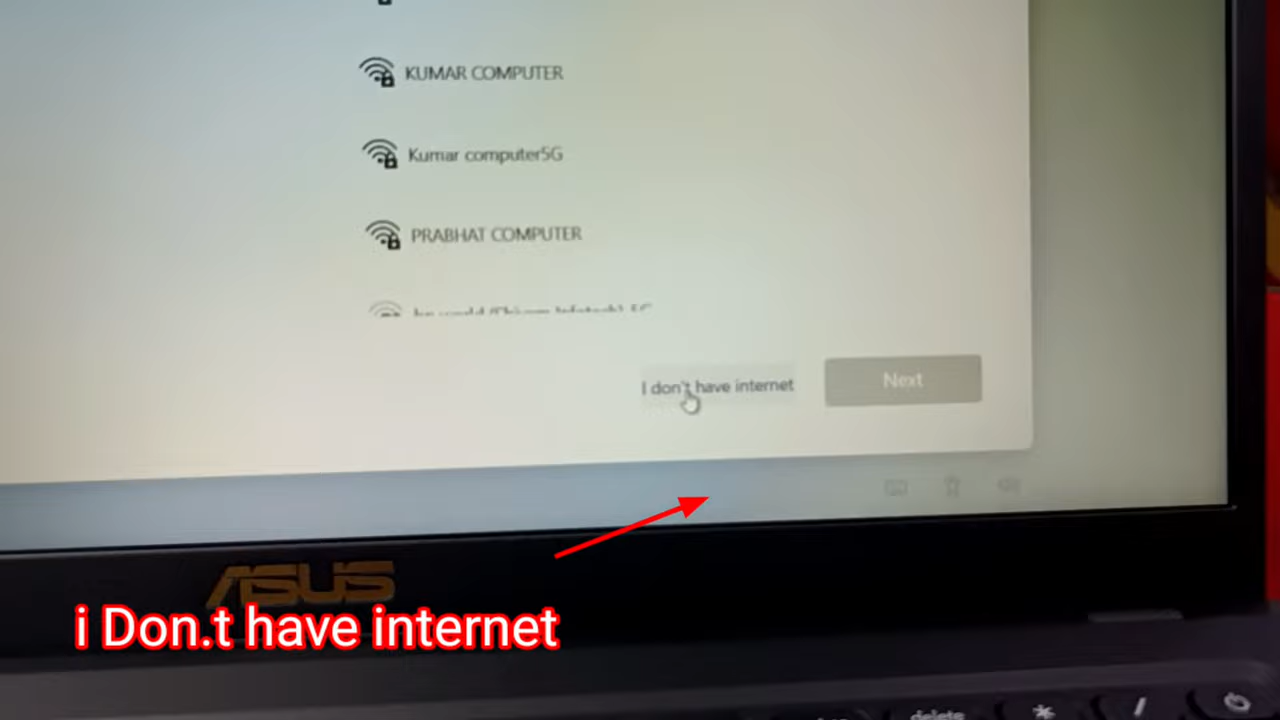 KUMAR COMPUTER
Kumar computer5G
PRABHAT COMPUTER
I don't have internet
Next
ASUS
i Don.t have internet
delete
*
/